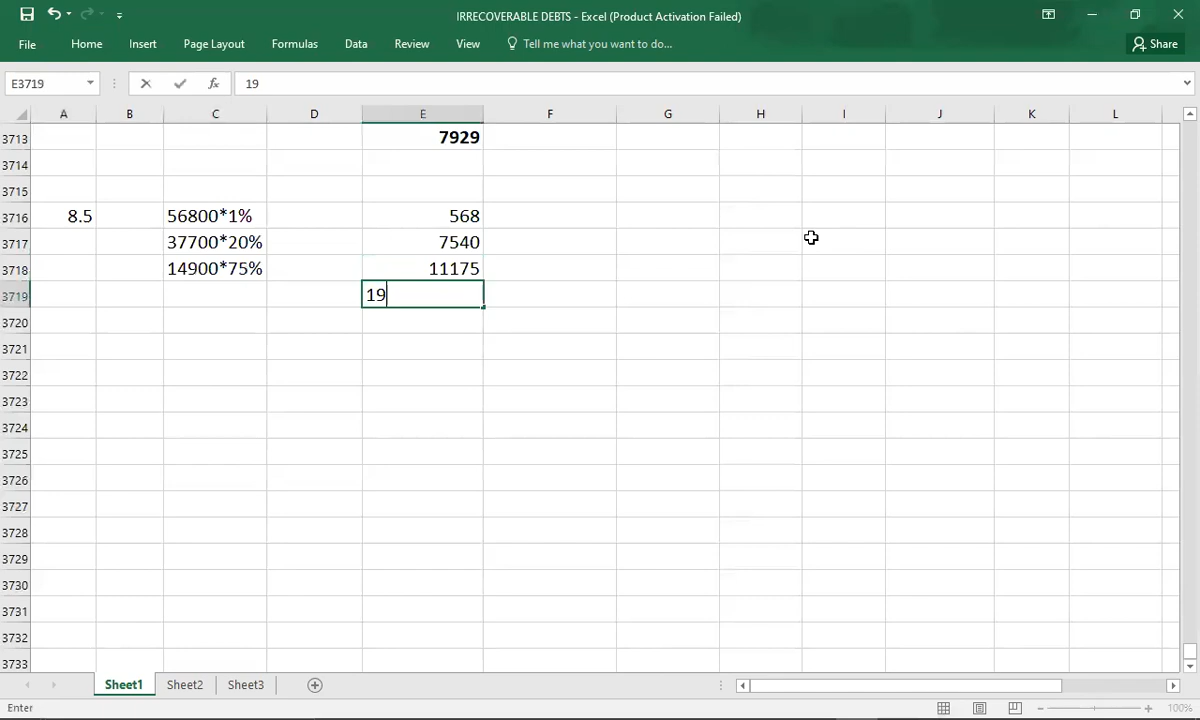 IRRECOVERABLE DEBTS - Excel (Product Activation Failed)
File Home Insert Page Layout Formulas Data Review View Tell me what you want to do... Share
E3719 fx 19
A B C D E F G H I J K L
3713 7929
3714
3715
3716 8.5 56800*1% 568
3717 37700*20% 7540
3718 14900*75% 11175
3719 19
3720
3721
3722
3723
3724
3725
3726
3727
3728
3729
3730
3731
3732
3733
Sheet1 Sheet2 Sheet3
Enter 100%